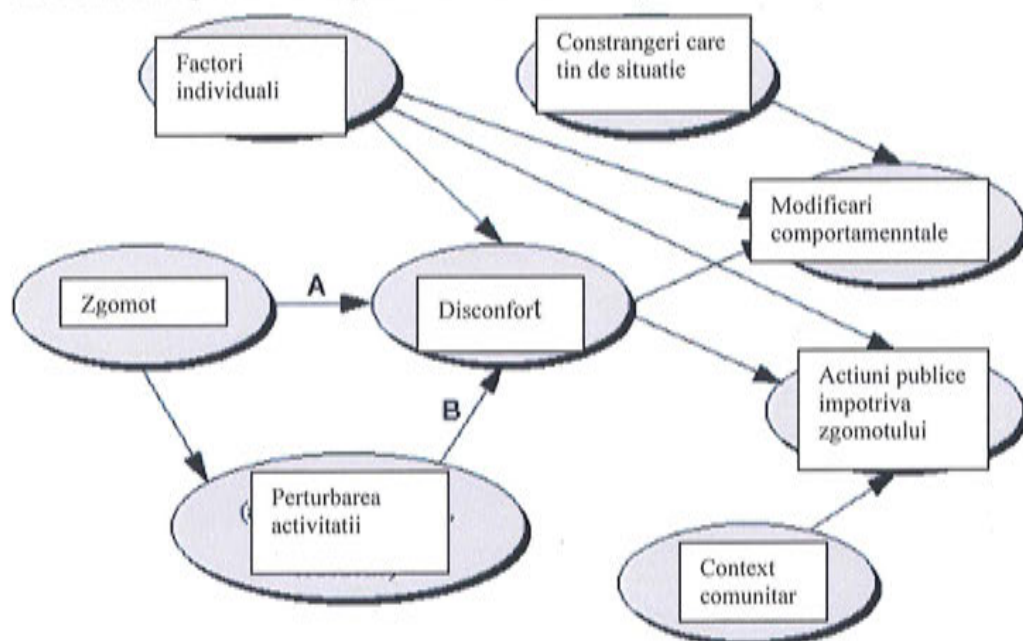 Factori
individuali
Constrangeri care
tin de situatie
Modificari
comportamenntale
A
Zgomot
Disconfort
B
Actiuni publice
impotriva
zgomotului
Perturbarea
activitatii
Context
comunitar